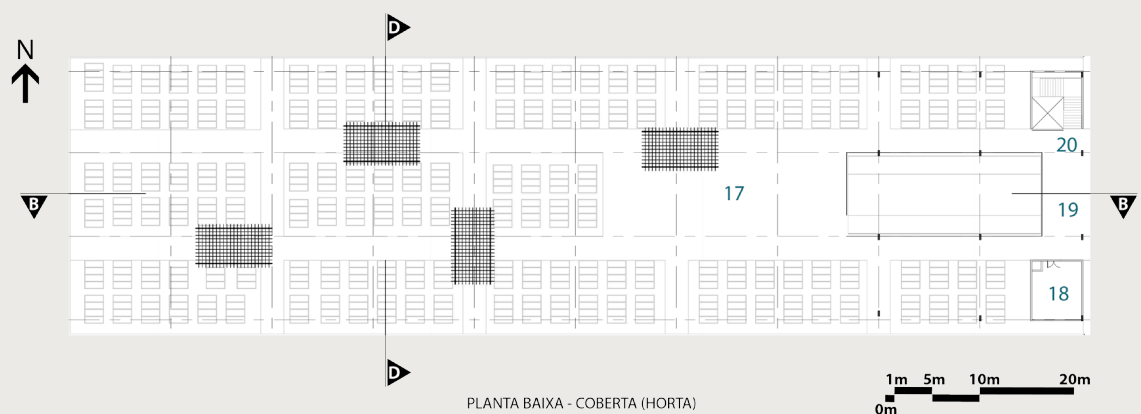 D
N
20
17
B
19
B
18
D
1m 5m 10m 20m
0m
PLANTA BAIXA - COBERTA (HORTA)